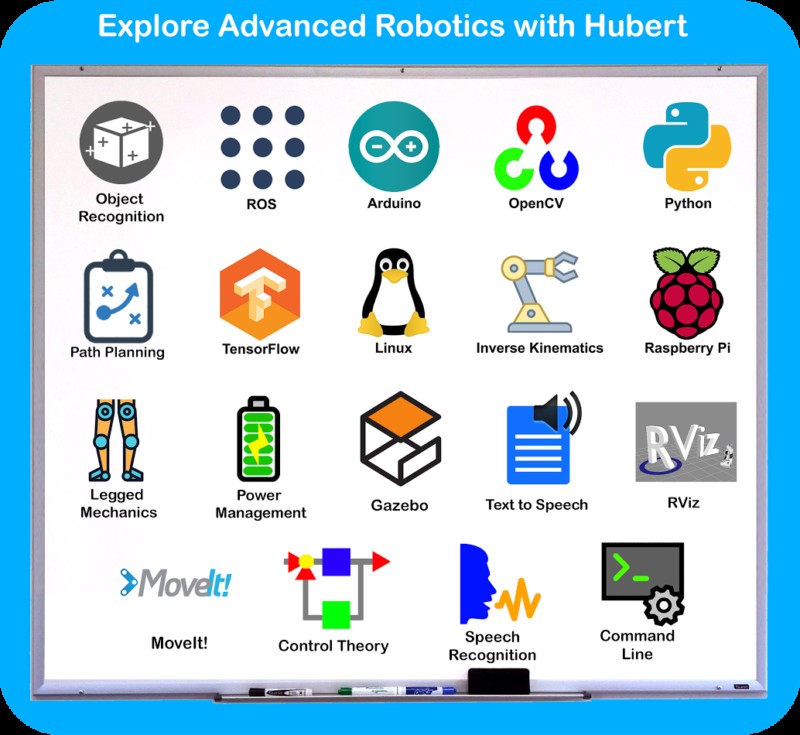 Explore Advanced Robotics with Hubert
Object
Recognition
ROS
Arduino
OpenCV
Python
Path Planning
TensorFlow
Linux
Inverse Kinematics
Raspberry Pi
Legged
Mechanics
Power
Management
Gazebo
Text to Speech
RViz
RViz
MoveIt!
MoveIt!
Control Theory
Speech
Recognition
Command
Line